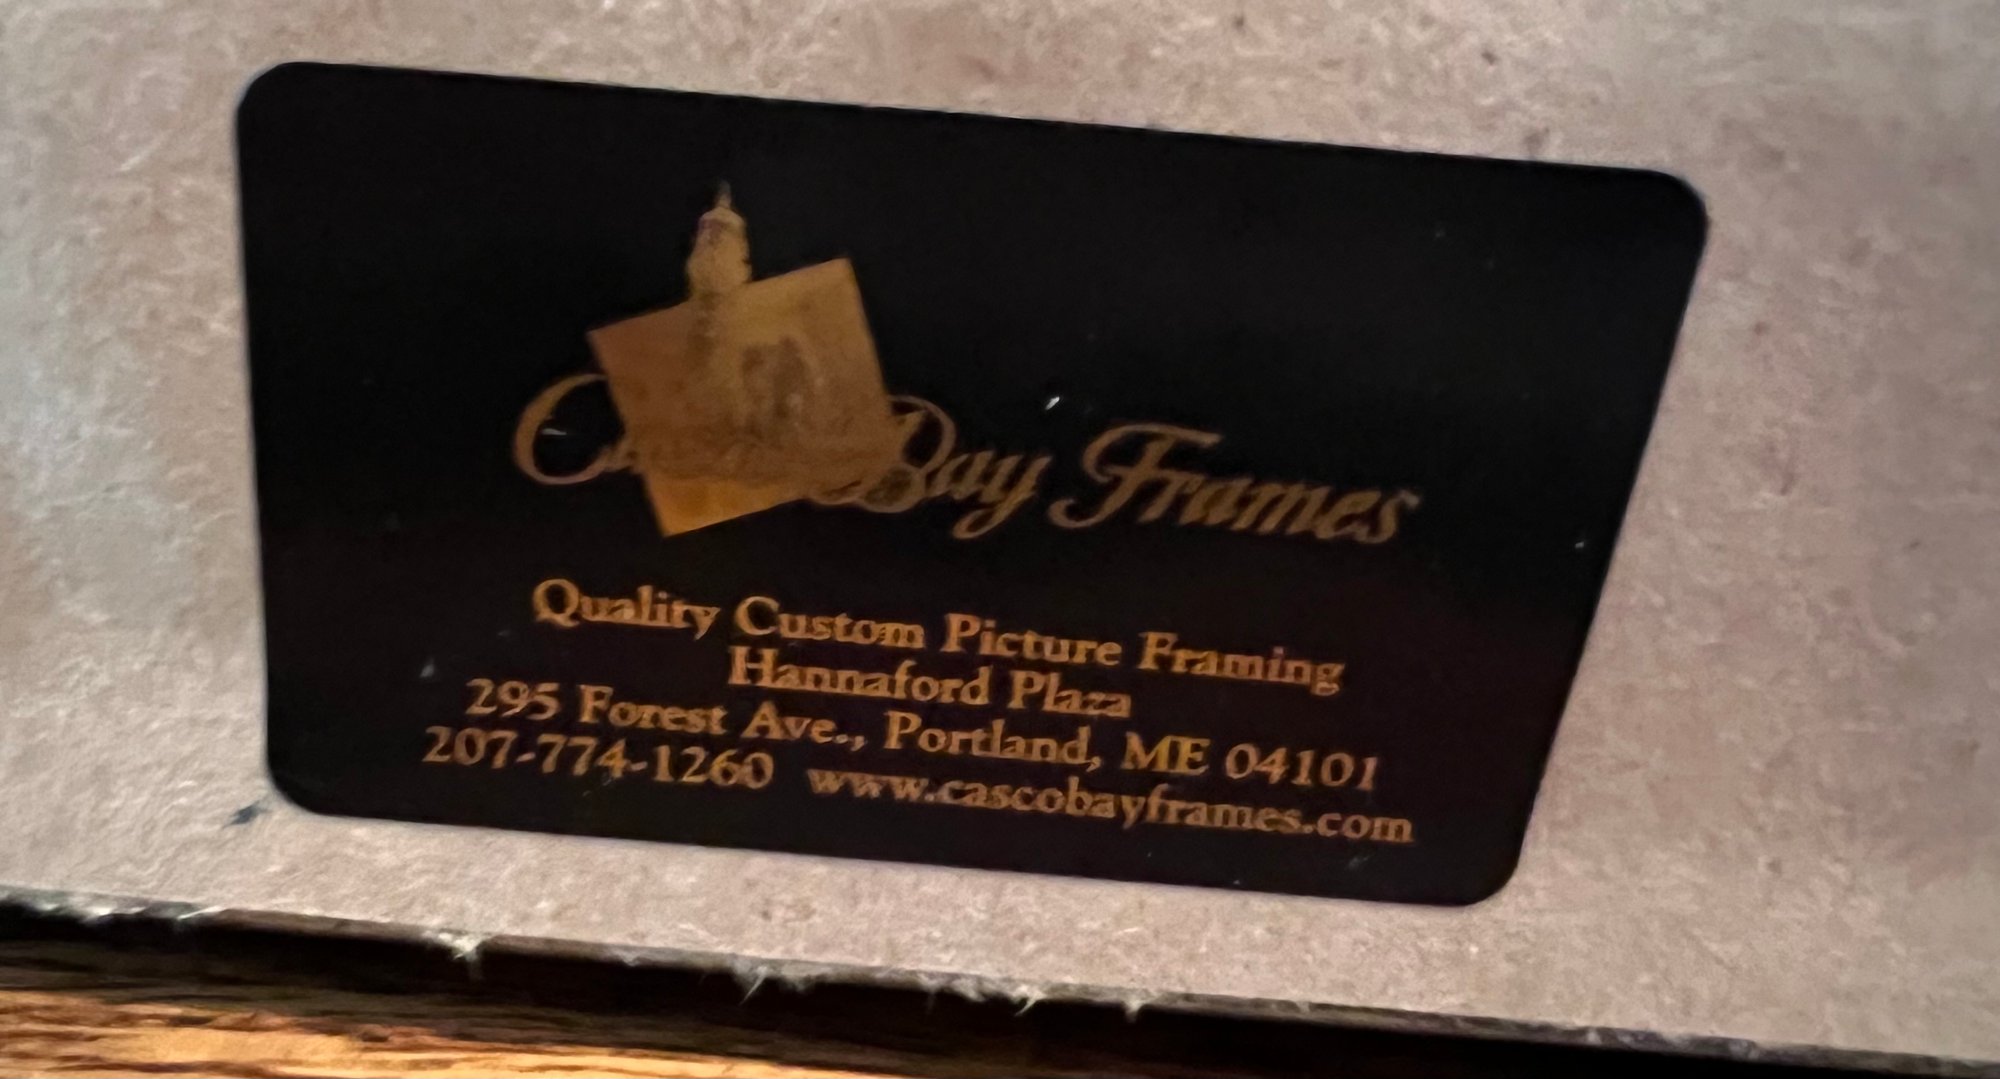 Casco Bay Frames
Quality Custom Picture Framing
Hannaford Plaza
295 Forest Ave., Portland, ME 04101
207-774-1260 www.cascobayframes.com